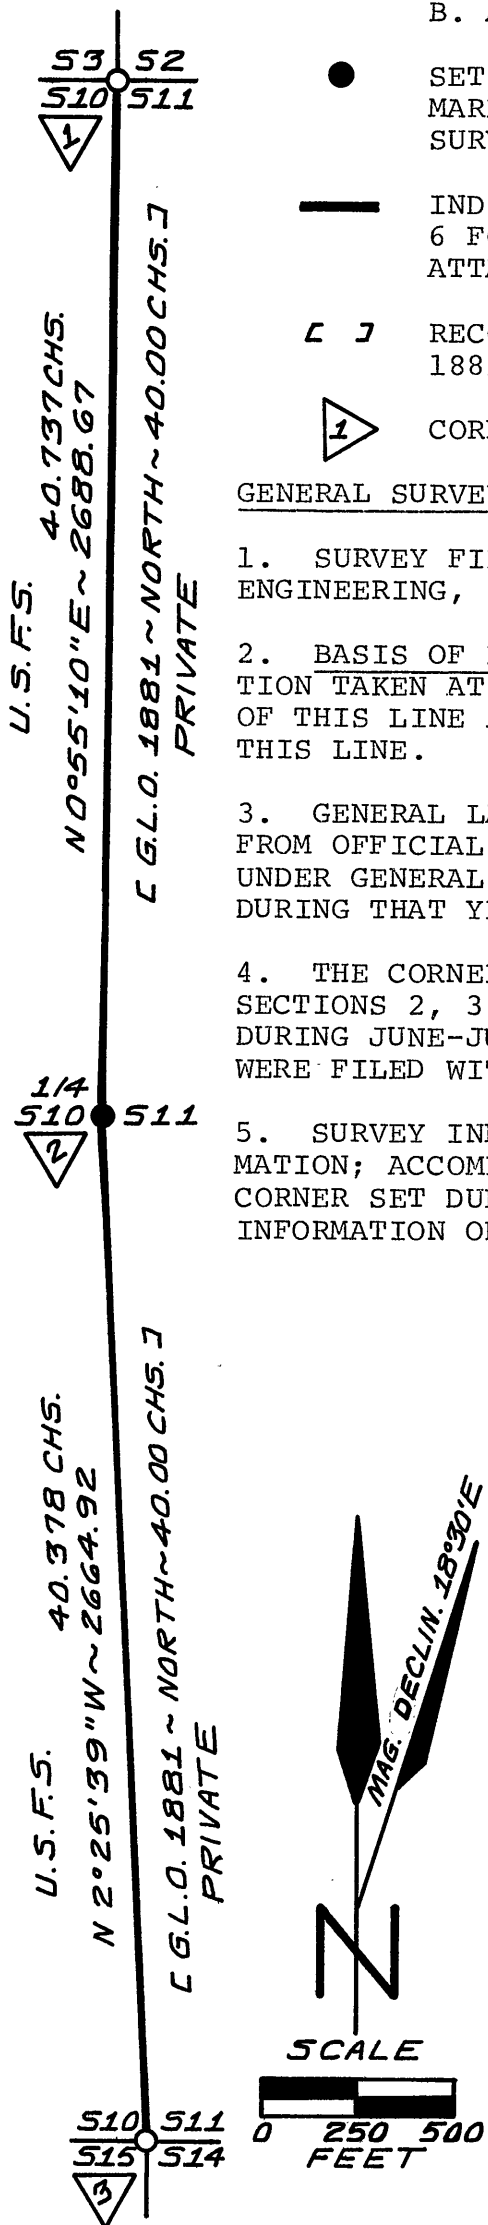 B.
S3 S2
S10 S11
1
SET
MAR
SUR
IND
6 F
ATTA
[ ] REC
188
1 COR
U.S.F.S.
40.737 CHS.
N 0°55'10"E ~ 2688.67
[ G.L.O. 1881 ~ NORTH ~ 40.00 CHS. ]
PRIVATE
GENERAL SURVEY
1. SURVEY FI
ENGINEERING,
2. BASIS OF
TION TAKEN AT
OF THIS LINE
THIS LINE.
3. GENERAL LA
FROM OFFICIAL
UNDER GENERAL
DURING THAT Y
4. THE CORNE
SECTIONS 2, 3
DURING JUNE-JU
WERE FILED WI
5. SURVEY IN
MATION; ACCOM
CORNER SET DU
INFORMATION O
1/4
S10 S11
2
U.S.F.S.
40.378 CHS.
N 2°25'39"W ~ 2664.92
[ G.L.O. 1881 ~ NORTH ~ 40.00 CHS. ]
PRIVATE
MAG. DECLIN. 18°30'E
N
S10 S11
S15 S14
3
SCALE
0 250 500
FEET